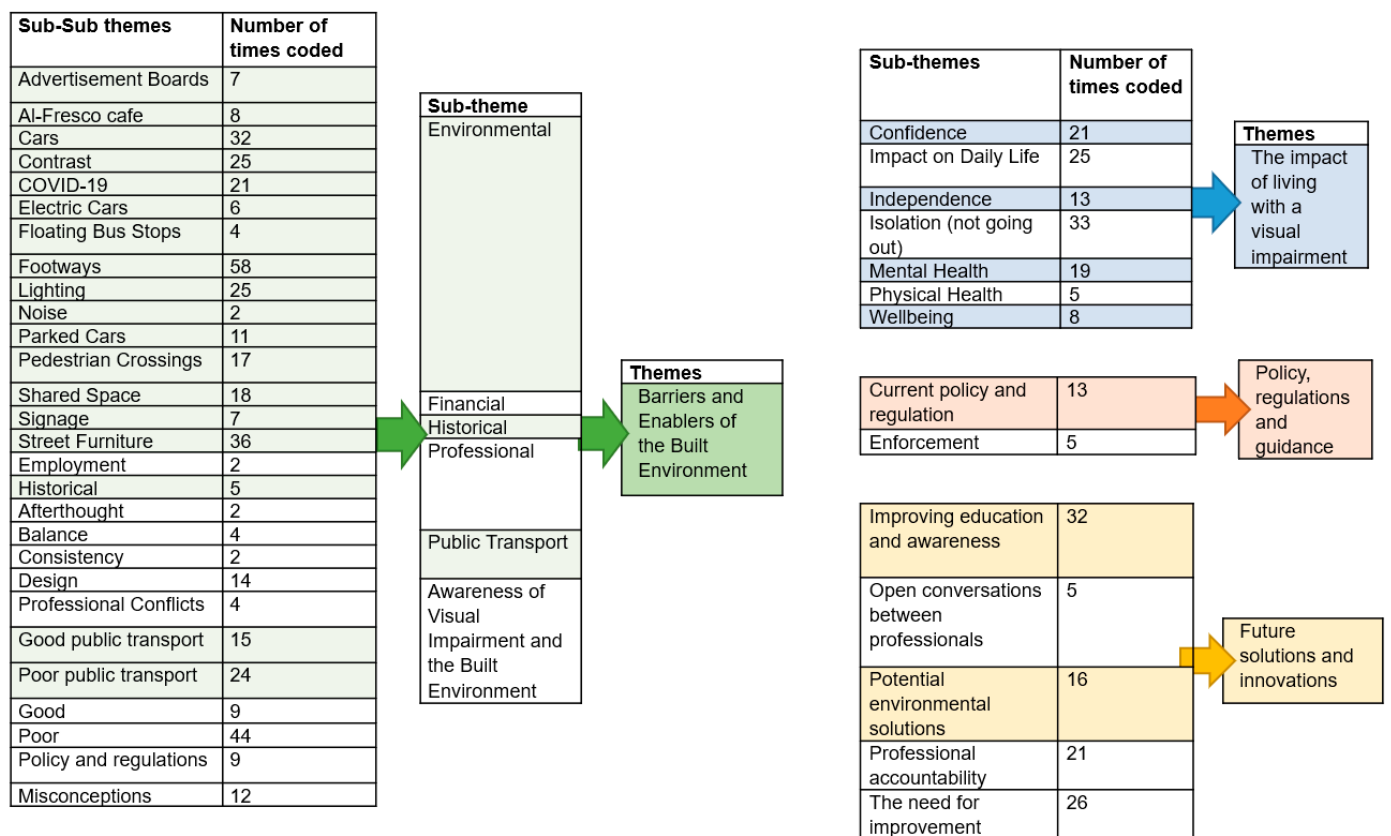 Sub-Sub themes Number of
times coded
Advertisement Boards 7
Al-Fresco cafe 8
Cars 32
Contrast 25
COVID-19 21
Electric Cars 6
Floating Bus Stops 4
Footways 58
Lighting 25
Noise 2
Parked Cars 11
Pedestrian Crossings 17
Shared Space 18
Signage 7
Street Furniture 36
Employment 2
Historical 5
Afterthought 2
Balance 4
Consistency 2
Design 14
Professional Conflicts 4
Good public transport 15
Poor public transport 24
Good 9
Poor 44
Policy and regulations 9
Misconceptions 12
Sub-theme
Environmental
Financial
Historical
Professional
Public Transport
Awareness of
Visual
Impairment and
the Built
Environment
Themes
Barriers and
Enablers of
the Built
Environment
Sub-themes Number of
times coded
Confidence 21
Impact on Daily Life 25
Independence 13
Isolation (not going 33
out)
Mental Health 19
Physical Health 5
Wellbeing 8
Themes
The impact
of living
with a
visual
impairment
Current policy and 13
regulation
Enforcement 5
Policy,
regulations
and
guidance
Improving education 32
and awareness
Open conversations 5
between
professionals
Potential 16
environmental
solutions
Professional 21
accountability
The need for 26
improvement
Future
solutions and
innovations